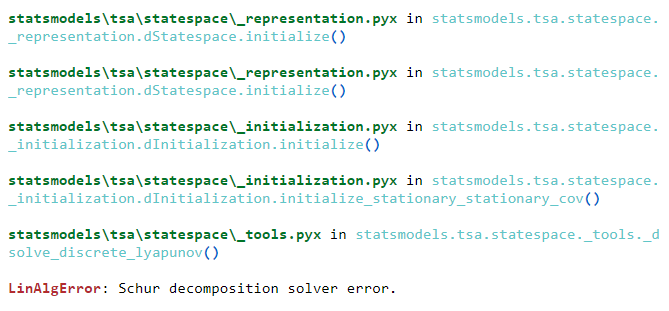 statsmodels\tsa\statespace\_representation.pyx in statsmodels.tsa.statespace.
_representation.dStatespace.initialize()
statsmodels\tsa\statespace\_representation.pyx in statsmodels.tsa.statespace.
_representation.dStatespace.initialize()
statsmodels\tsa\statespace\_initialization.pyx in statsmodels.tsa.statespace.
_initialization.dInitialization.initialize()
statsmodels\tsa\statespace\_initialization.pyx in statsmodels.tsa.statespace.
_initialization.dInitialization.initialize_stationary_stationary_cov()
statsmodels\tsa\statespace\_tools.pyx in statsmodels.tsa.statespace._tools._d
solve_discrete_lyapunov()
LinAlgError: Schur decomposition solver error.